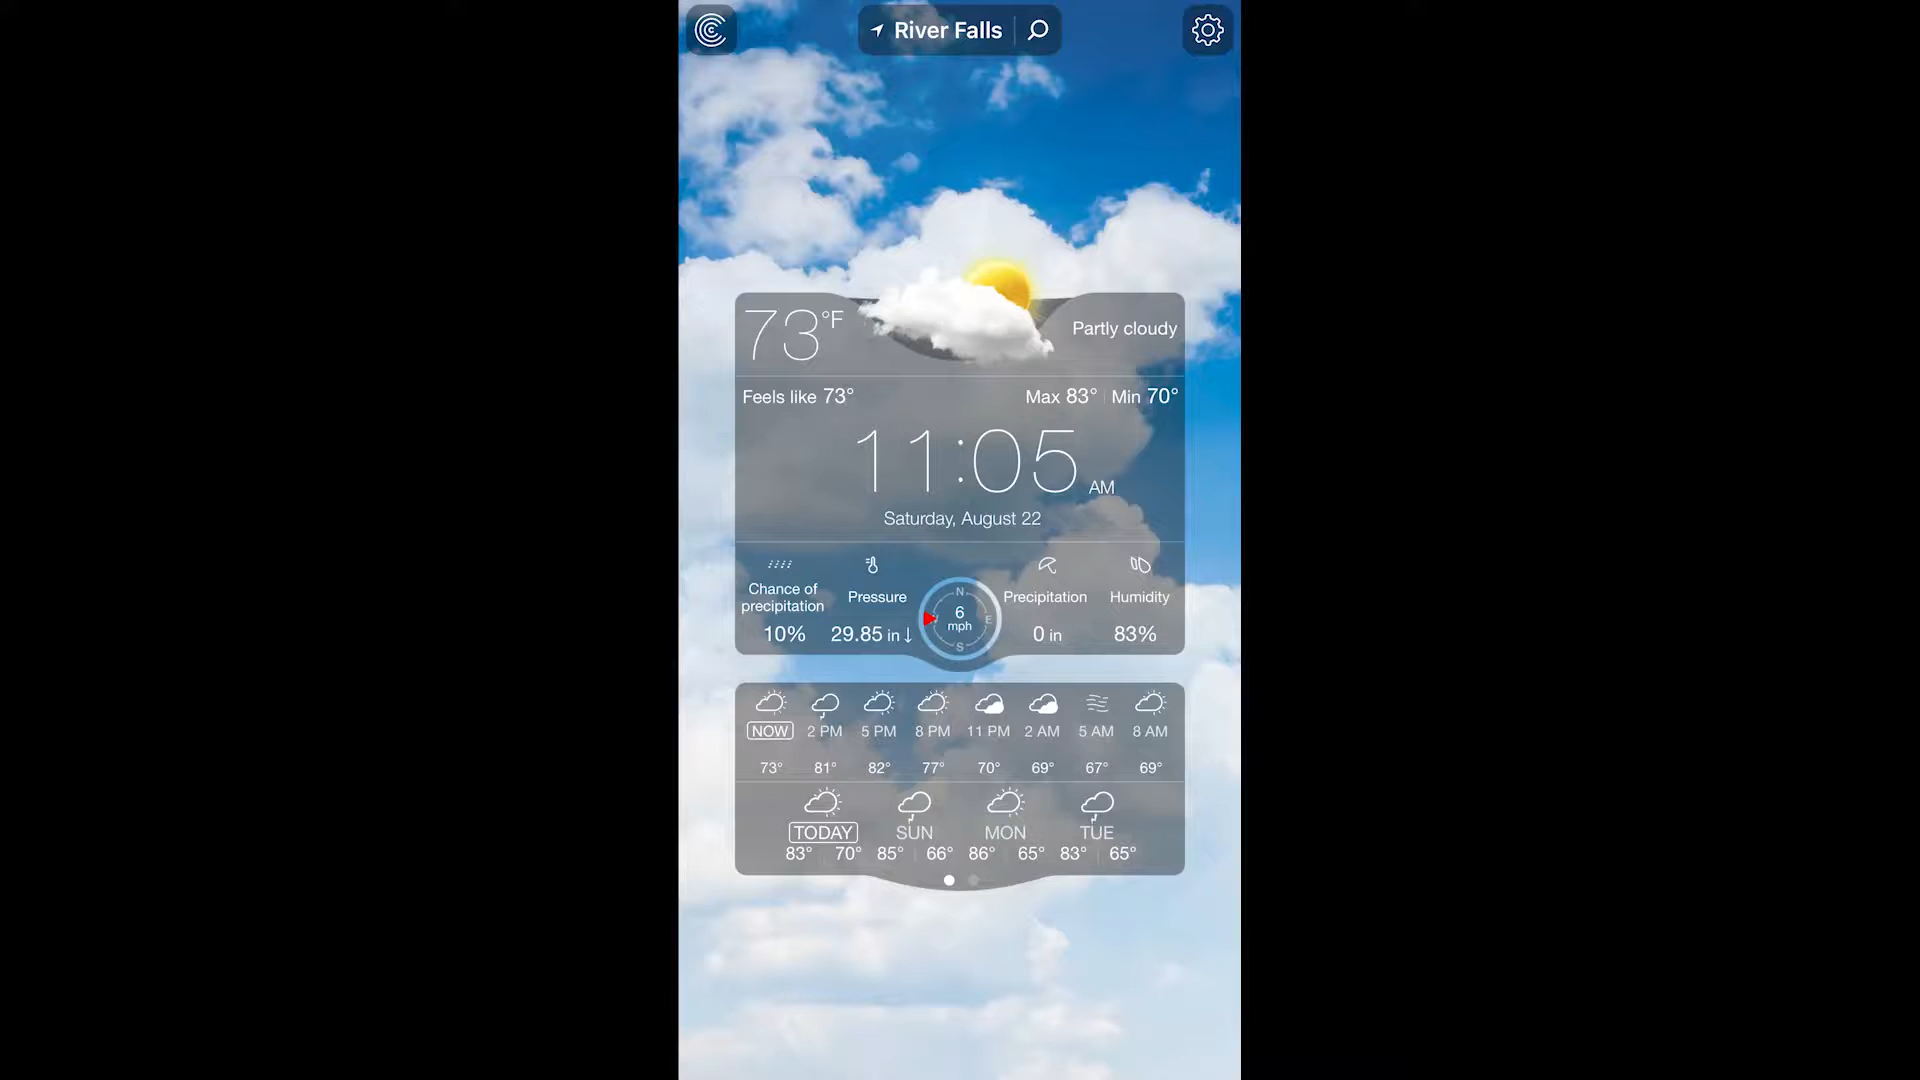 River Falls
73°F
Partly cloudy
Feels like 73°
Max 83° Min 70°
11:05 AM
Saturday, August 22
Chance of precipitation
10%
Pressure
29.85 in ↓
N
E
S
6
mph
Precipitation
0 in
Humidity
83%
NOW 2 PM 5 PM 8 PM 11 PM 2 AM 5 AM 8 AM
73° 81° 82° 77° 70° 69° 67° 69°
TODAY SUN MON TUE
83° 70° 85° 66° 86° 65° 83° 65°